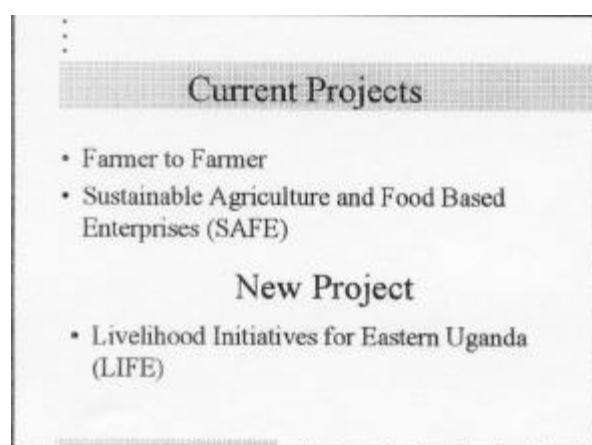 Current Projects
• Farmer to Farmer
• Sustainable Agriculture and Food Based
Enterprises (SAFE)
New Project
• Livelihood Initiatives for Eastern Uganda
(LIFE)